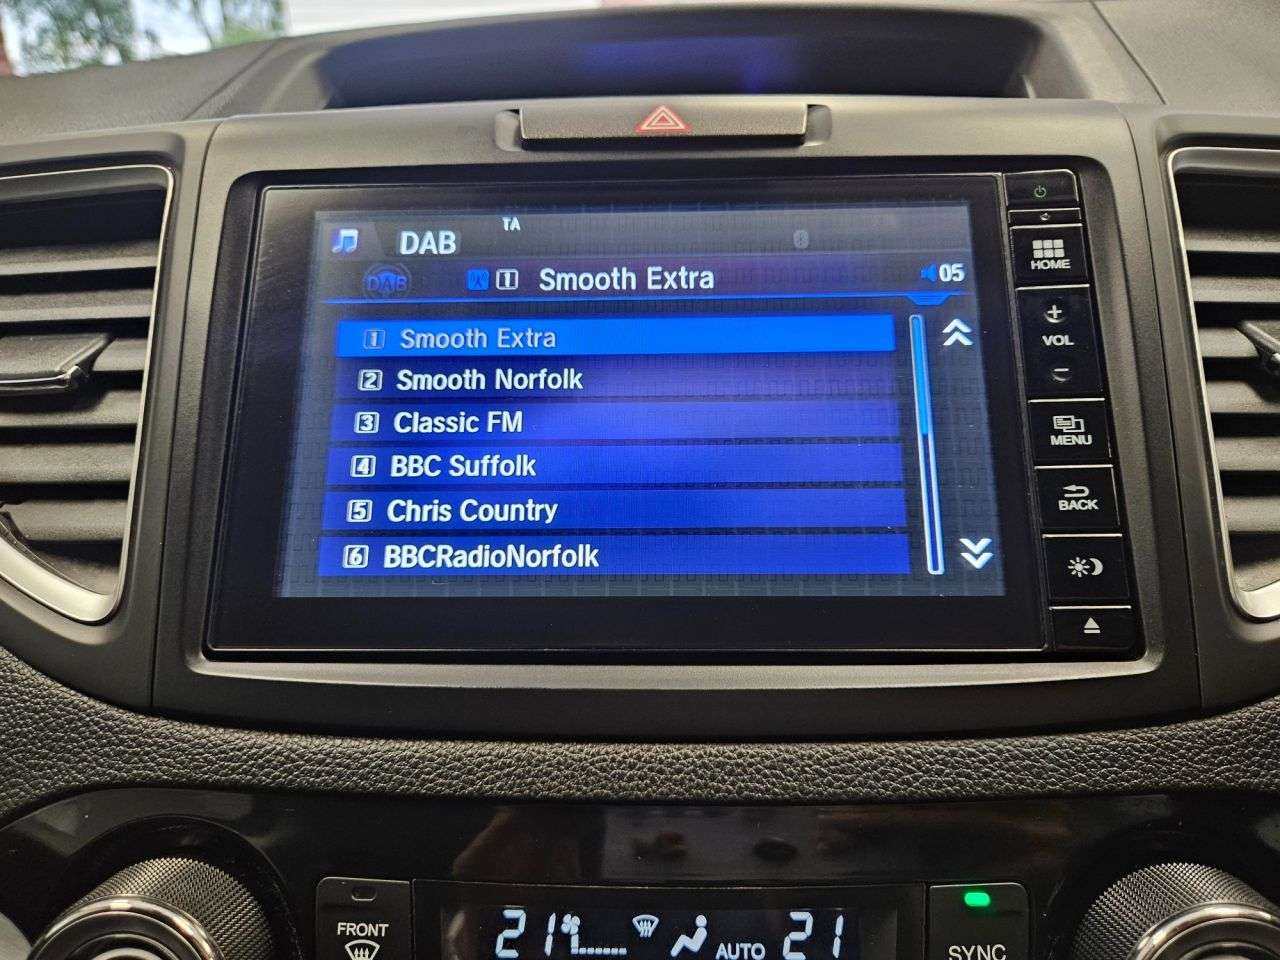 TA
DAB
DAB 1 Smooth Extra 05
1 Smooth Extra
2 Smooth Norfolk
3 Classic FM
4 BBC Suffolk
5 Chris Country
6 BBCRadioNorfolk
HOME
+
VOL
-
MENU
BACK
FRONT
21 AUTO 21
SYNC